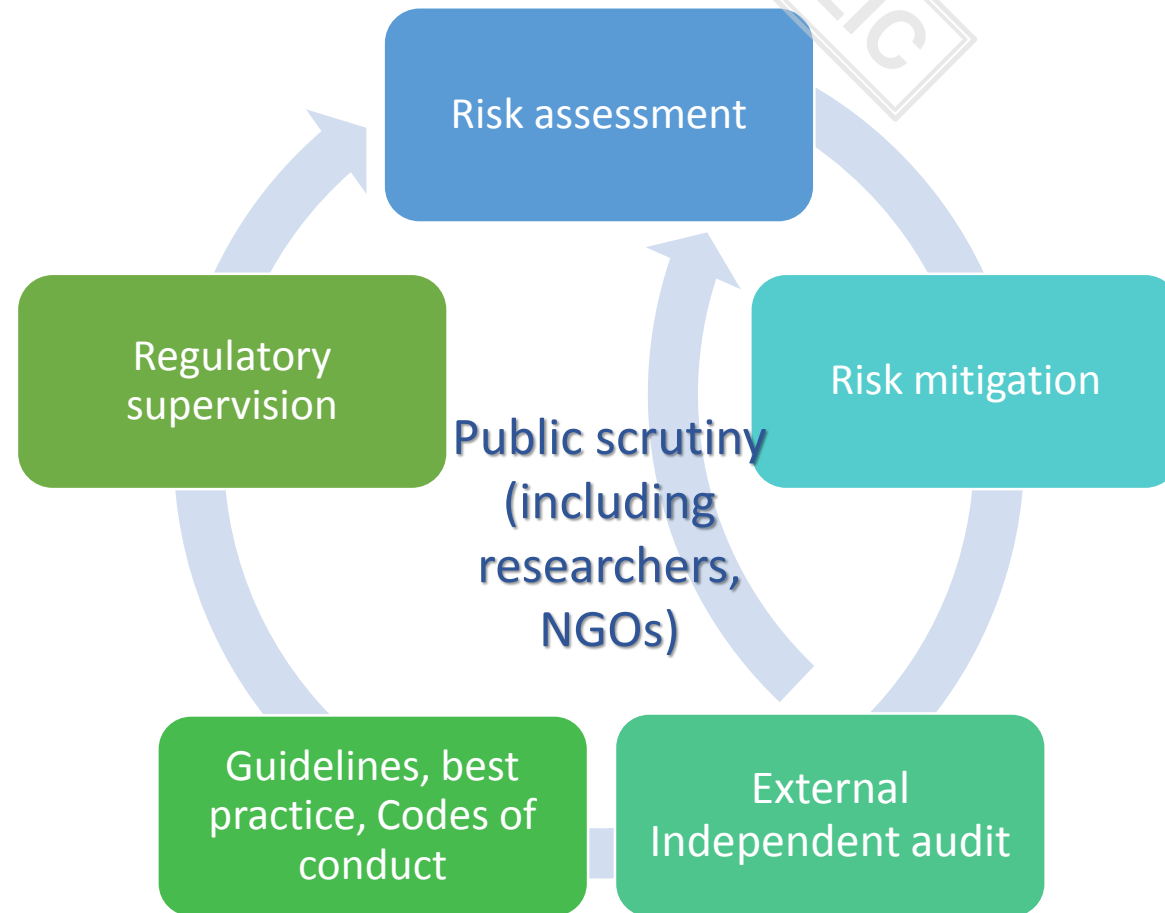 Risk assessment
Regulatory
supervision
Risk mitigation
Public scrutiny
(including
researchers,
NGOs)
Guidelines, best
practice, Codes of
conduct
External
Independent audit